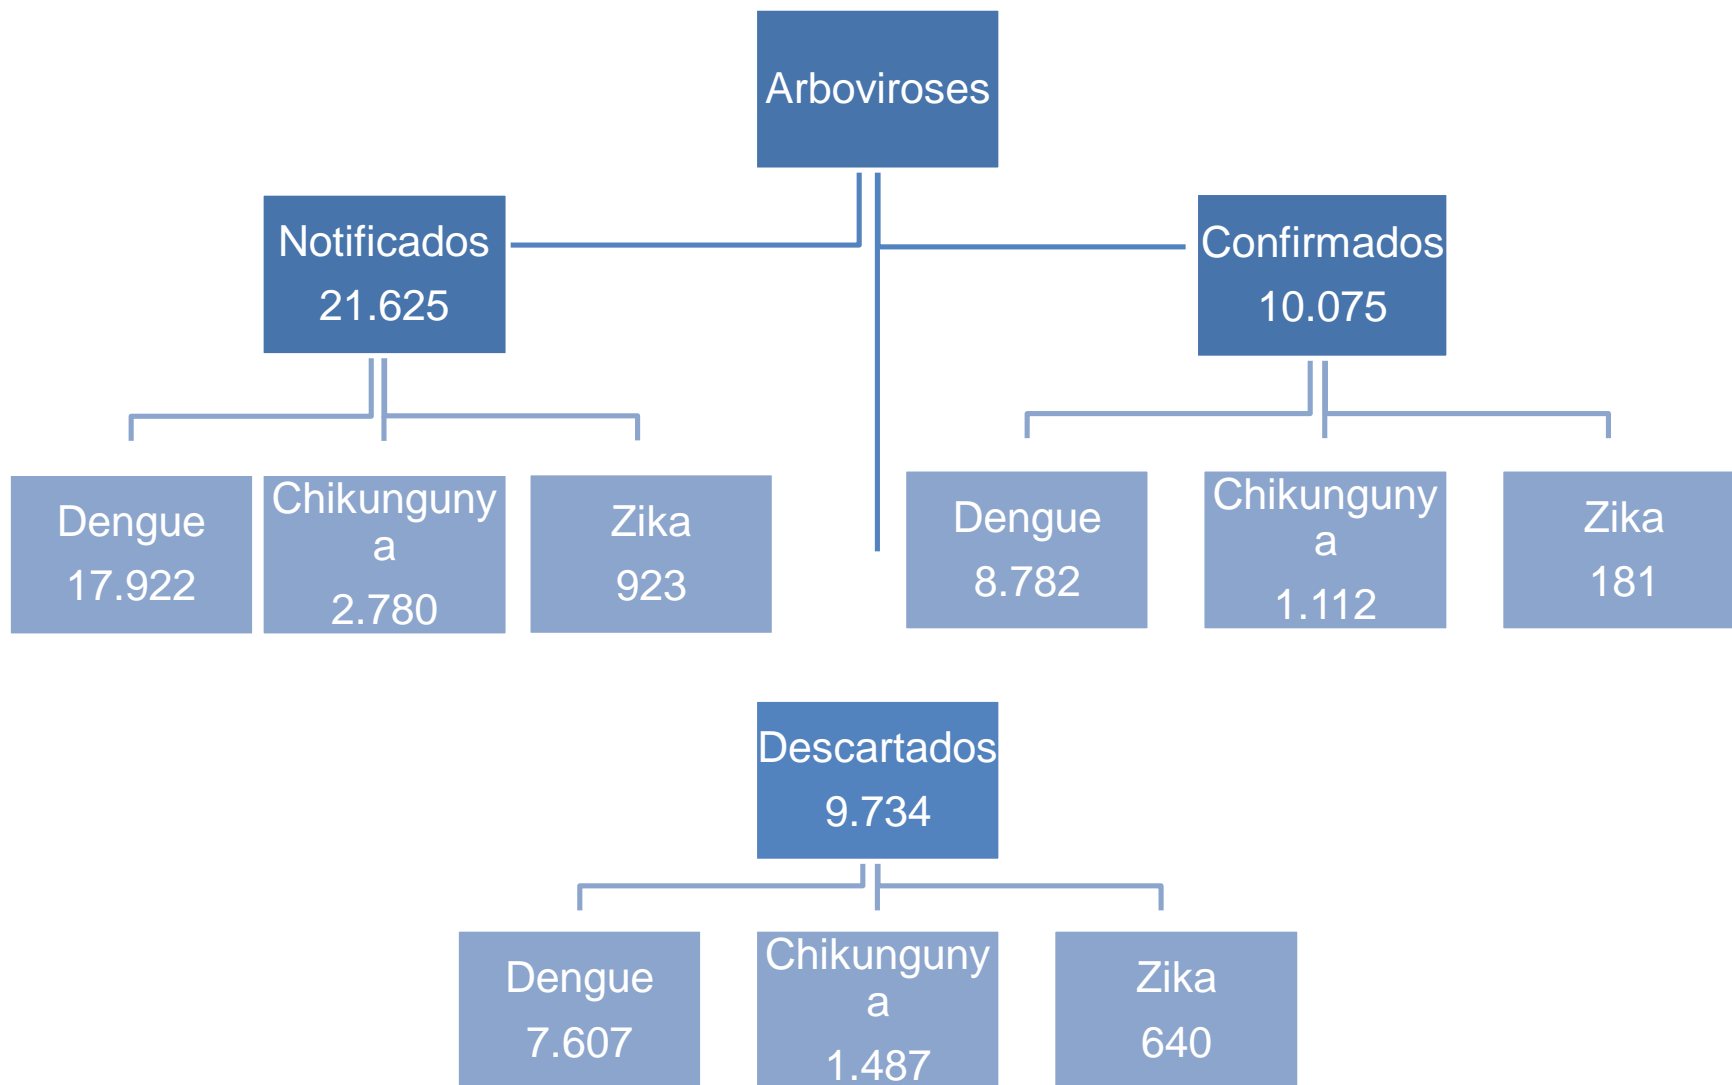 Arboviroses
Notificados
21.625
Confirmados
10.075
Dengue
17.922
Chikunguny
a
2.780
Zika
923
Dengue
8.782
Chikunguny
a
1.112
Zika
181
Descartados
9.734
Dengue
7.607
Chikunguny
a
1.487
Zika
640